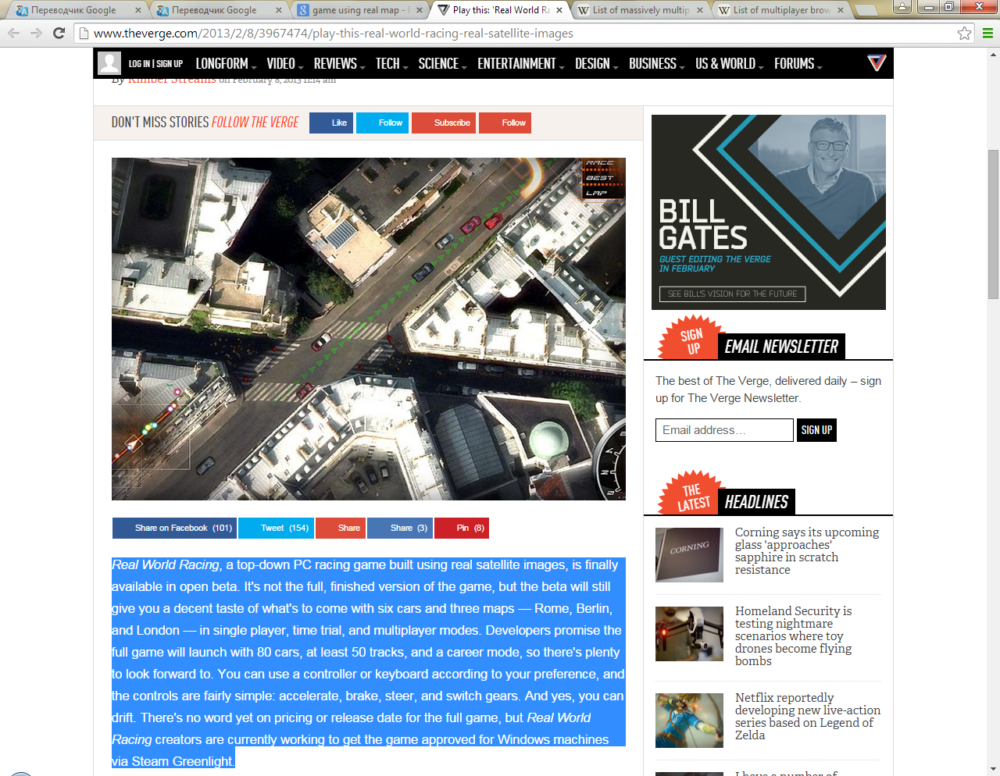 Переводчик Google
Переводчик Google
game using real map -
Play this: 'Real World Ra
List of massively multip
List of multiplayer brow
www.theverge.com/2013/2/8/3967474/play-this-real-world-racing-real-satellite-images
LOG IN | SIGN UP
LONGFORM
VIDEO
REVIEWS
TECH
SCIENCE
ENTERTAINMENT
DESIGN
BUSINESS
US & WORLD
FORUMS
By Kimber Streams on February 8, 2013 11:14 am
DON'T MISS STORIES FOLLOW THE VERGE
Like
Follow
Subscribe
Follow
RACE
BEST
LAP
Share on Facebook (101)
Tweet (154)
Share
Share (3)
Pin (8)
Real World Racing, a top-down PC racing game built using real satellite images, is finally
available in open beta. It's not the full, finished version of the game, but the beta will still
give you a decent taste of what's to come with six cars and three maps — Rome, Berlin,
and London — in single player, time trial, and multiplayer modes. Developers promise the
full game will launch with 80 cars, at least 50 tracks, and a career mode, so there's plenty
to look forward to. You can use a controller or keyboard according to your preference, and
the controls are fairly simple: accelerate, brake, steer, and switch gears. And yes, you can
drift. There's no word yet on pricing or release date for the full game, but Real World
Racing creators are currently working to get the game approved for Windows machines
via Steam Greenlight.
BILL
GATES
GUEST EDITING THE VERGE
IN FEBRUARY
SEE BILL'S VISION FOR THE FUTURE
SIGN
UP
EMAIL NEWSLETTER
The best of The Verge, delivered daily – sign
up for The Verge Newsletter.
Email address…
SIGN UP
THE
LATEST
HEADLINES
CORNING
Corning says its upcoming
glass 'approaches'
sapphire in scratch
resistance
Homeland Security is
testing nightmare
scenarios where toy
drones become flying
bombs
Netflix reportedly
developing new live-action
series based on Legend of
Zelda
I have a number of